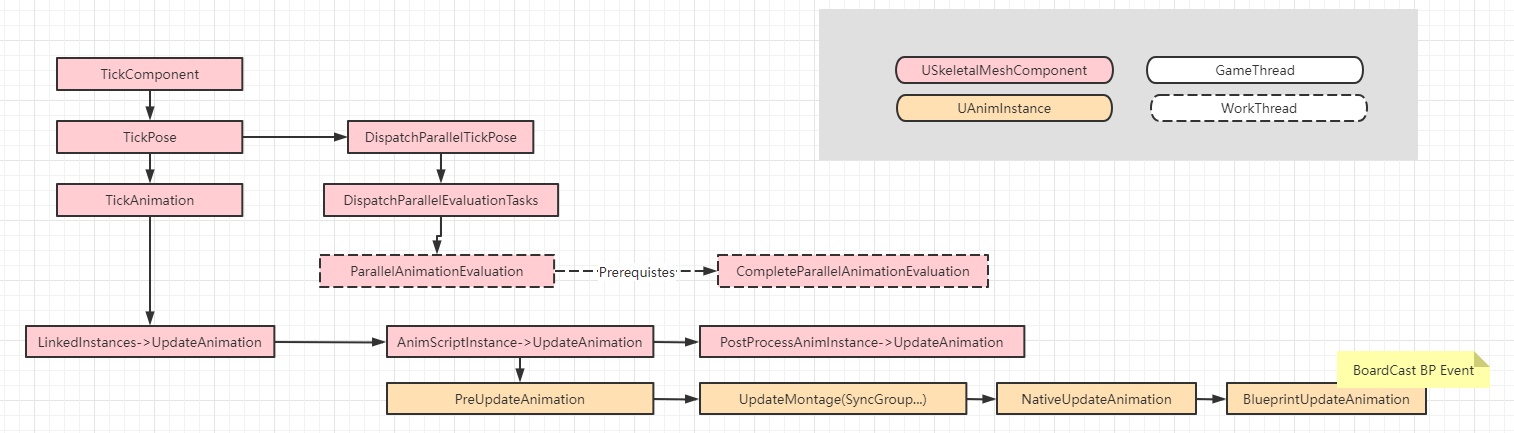 TickComponent
USkeletalMeshComponent
GameThread
UAnimInstance
WorkThread
TickPose
DispatchParallelTickPose
TickAnimation
DispatchParallelEvaluationTasks
ParallelAnimationEvaluation
Prerequistes
CompleteParallelAnimationEvaluation
LinkedInstances->UpdateAnimation
AnimScriptInstance->UpdateAnimation
PostProcessAnimInstance->UpdateAnimation
BoardCast BP Event
PreUpdateAnimation
UpdateMontage(SyncGroup...)
NativeUpdateAnimation
BlueprintUpdateAnimation